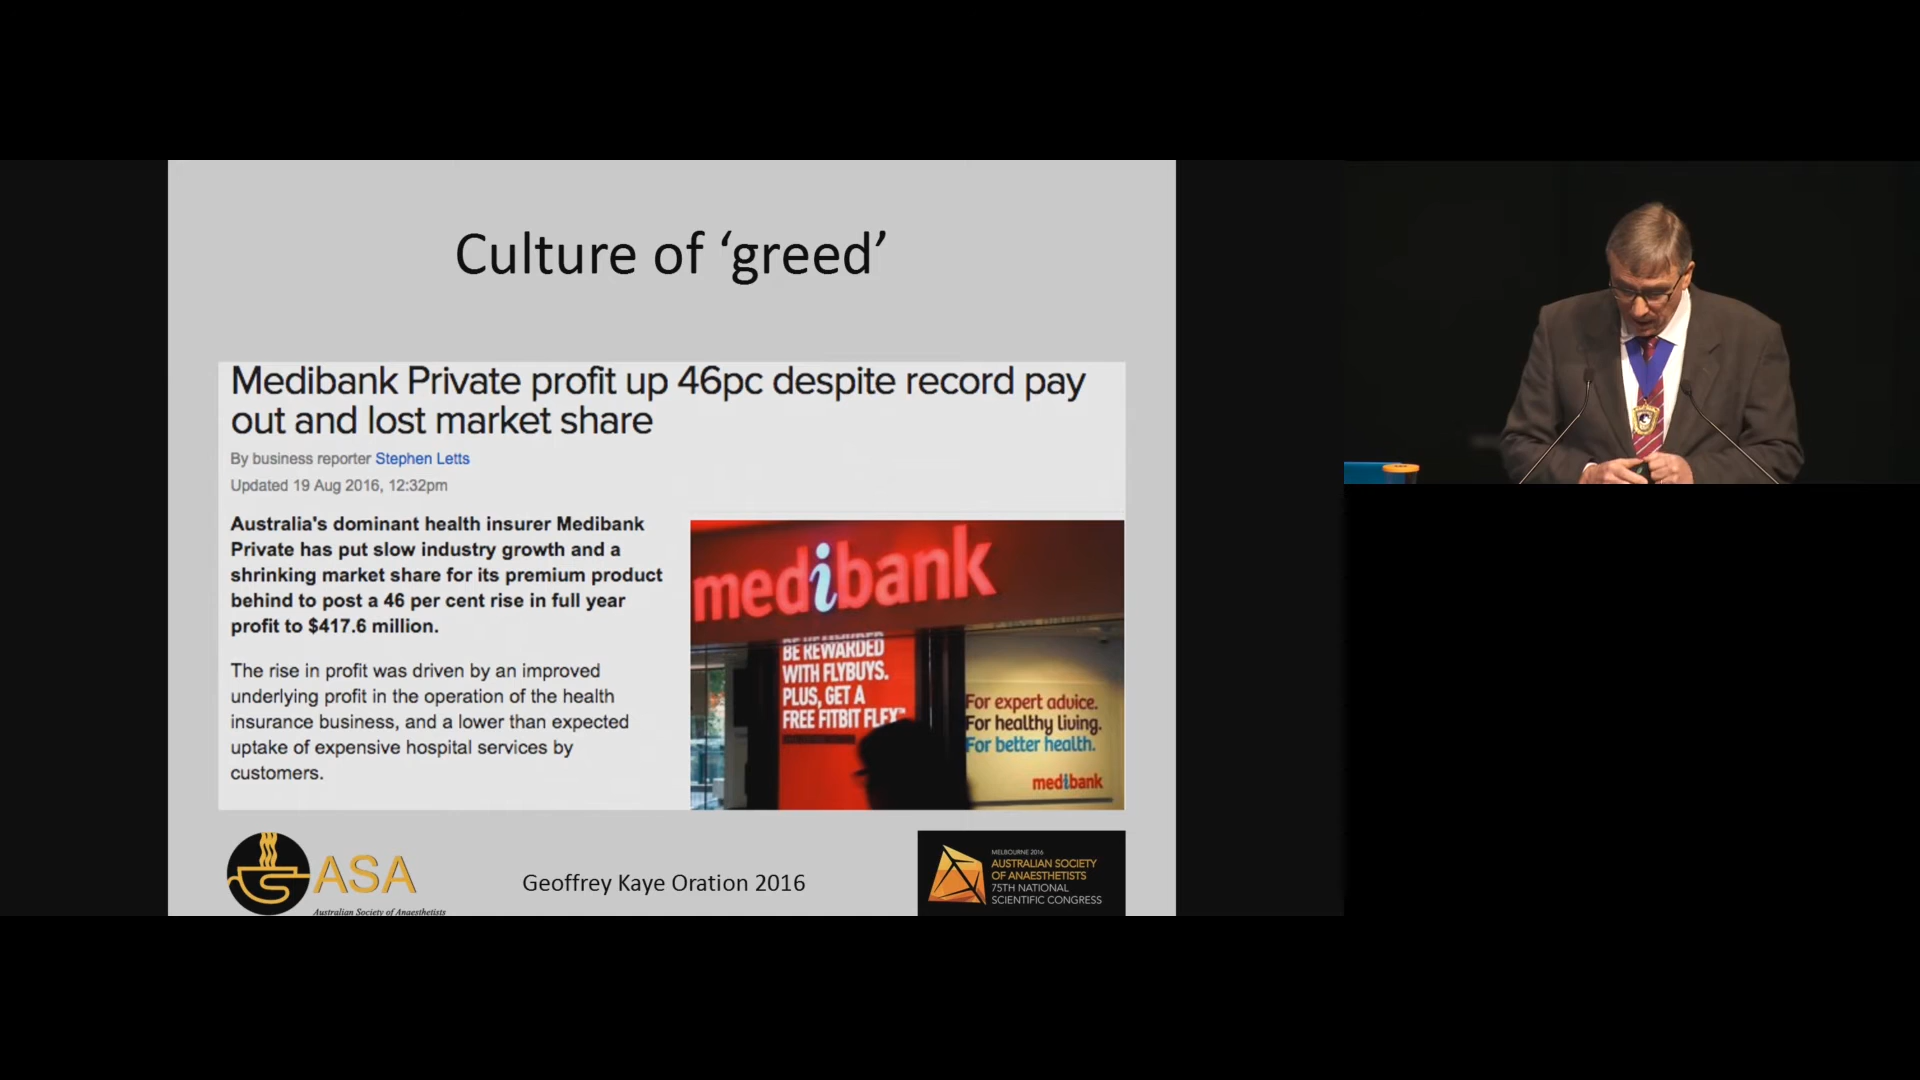 Culture of ‘greed’
Medibank Private profit up 46pc despite record pay
out and lost market share
By business reporter Stephen Letts
Updated 19 Aug 2016, 12:32pm
Australia's dominant health insurer Medibank
Private has put slow industry growth and a
shrinking market share for its premium product
behind to post a 46 per cent rise in full year
profit to $417.6 million.
The rise in profit was driven by an improved
underlying profit in the operation of the health
insurance business, and a lower than expected
uptake of expensive hospital services by
customers.
medibank
BE REWARDED
WITH FLYBUYS.
PLUS, GET A
FREE FITBIT FLEX™
For expert advice.
For healthy living.
For better health.
medibank
ASA
Australian Society of Anaesthetists
Geoffrey Kaye Oration 2016
MELBOURNE 2016
AUSTRALIAN SOCIETY
OF ANAESTHETISTS
75TH NATIONAL
SCIENTIFIC CONGRESS